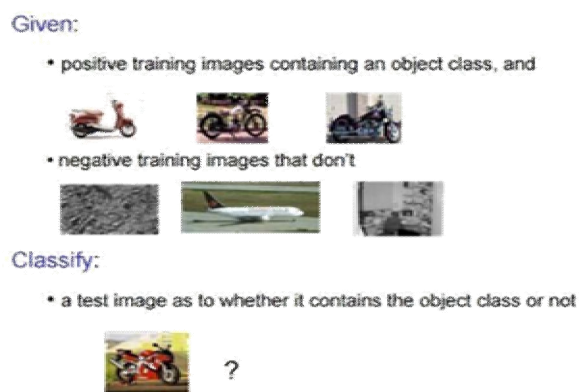 Given:
• positive training images containing an object class, and
• negative training images that don't
Classify:
• a test image as to whether it contains the object class or not
?